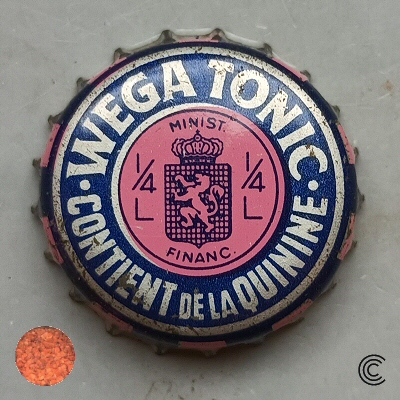 WEGA TONIC
MINIST.
1/4 L
1/4 L
FINANC.
CONTIENT DE LA QUININE